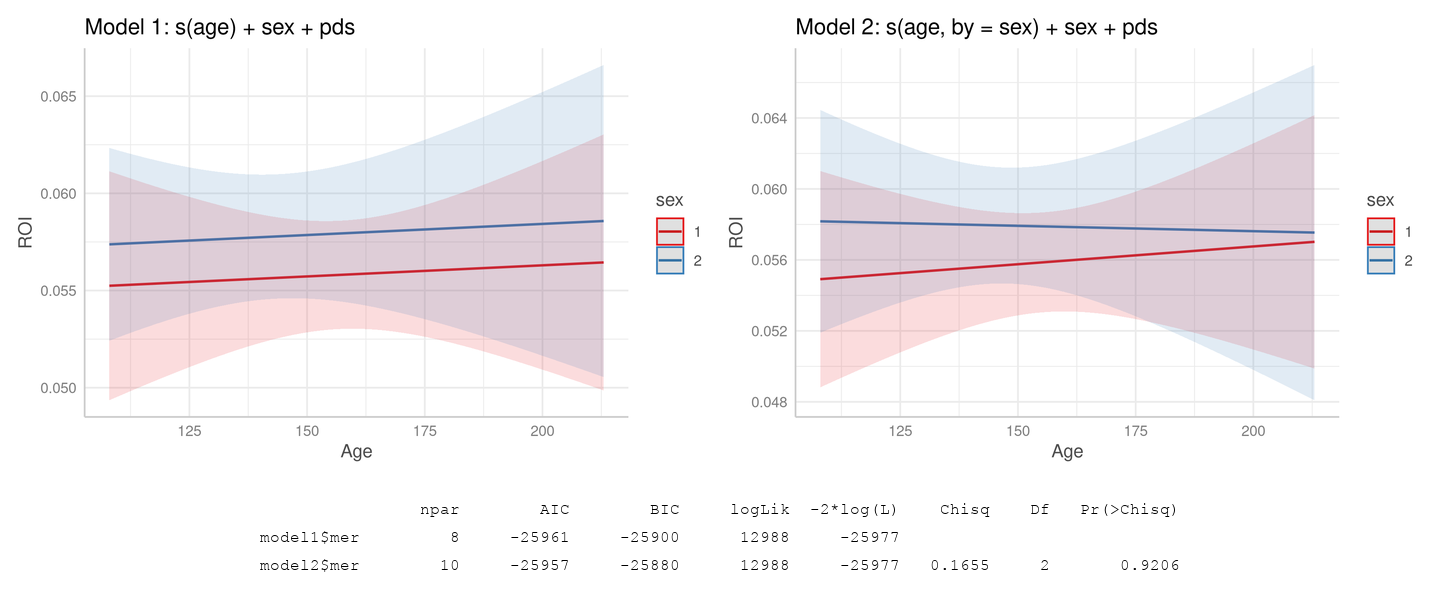 Model 1: s(age) + sex + pds
0.065
0.060
0.055
0.050
ROI
125 150 175 200
Age
sex
1
2
Model 2: s(age, by = sex) + sex + pds
0.064
0.060
0.056
0.052
0.048
ROI
125 150 175 200
Age
sex
1
2
npar AIC BIC logLik -2*log(L) Chisq Df Pr(>Chisq)
model1$mer 8 -25961 -25900 12988 -25977
model2$mer 10 -25957 -25880 12988 -25977 0.1655 2 0.9206